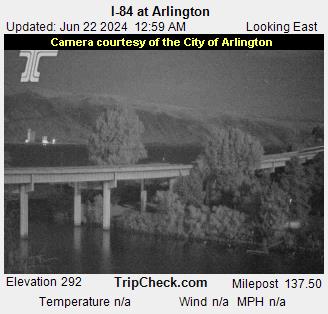 I-84 at Arlington
Updated: Jun 22 2024 12:59 AM Looking East
Camera courtesy of the City of Arlington
Elevation 292 TripCheck.com Milepost 137.50
Temperature n/a Wind n/a MPH n/a